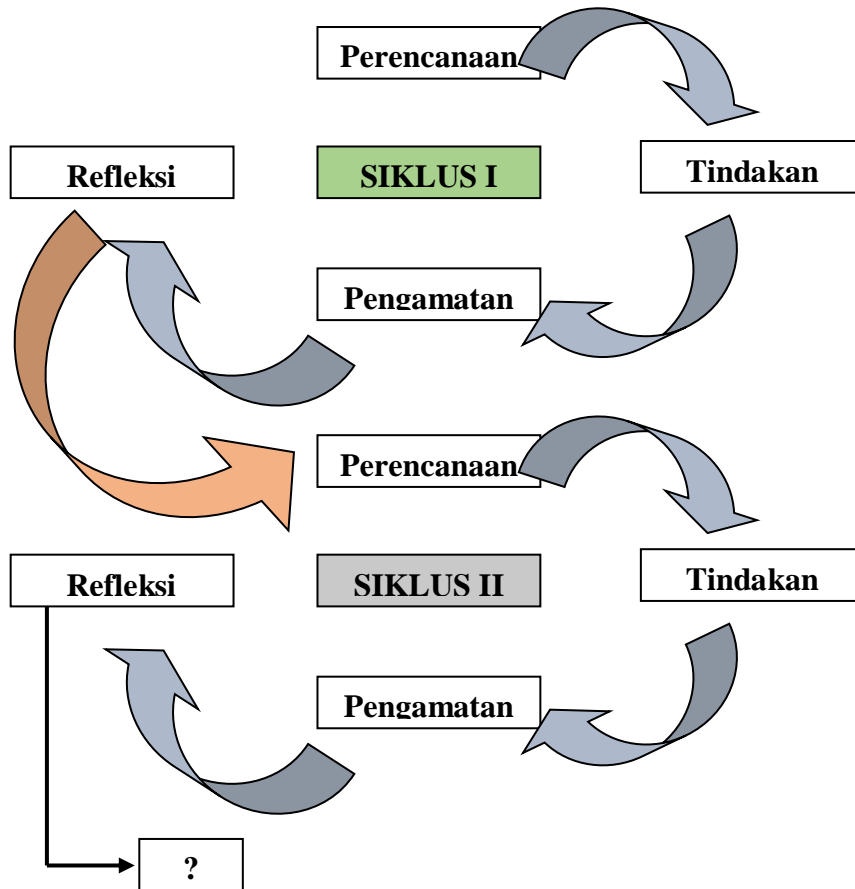 Perencanaan
Refleksi
SIKLUS I
Tindakan
Pengamatan
Perencanaan
Refleksi
SIKLUS II
Tindakan
Pengamatan
?